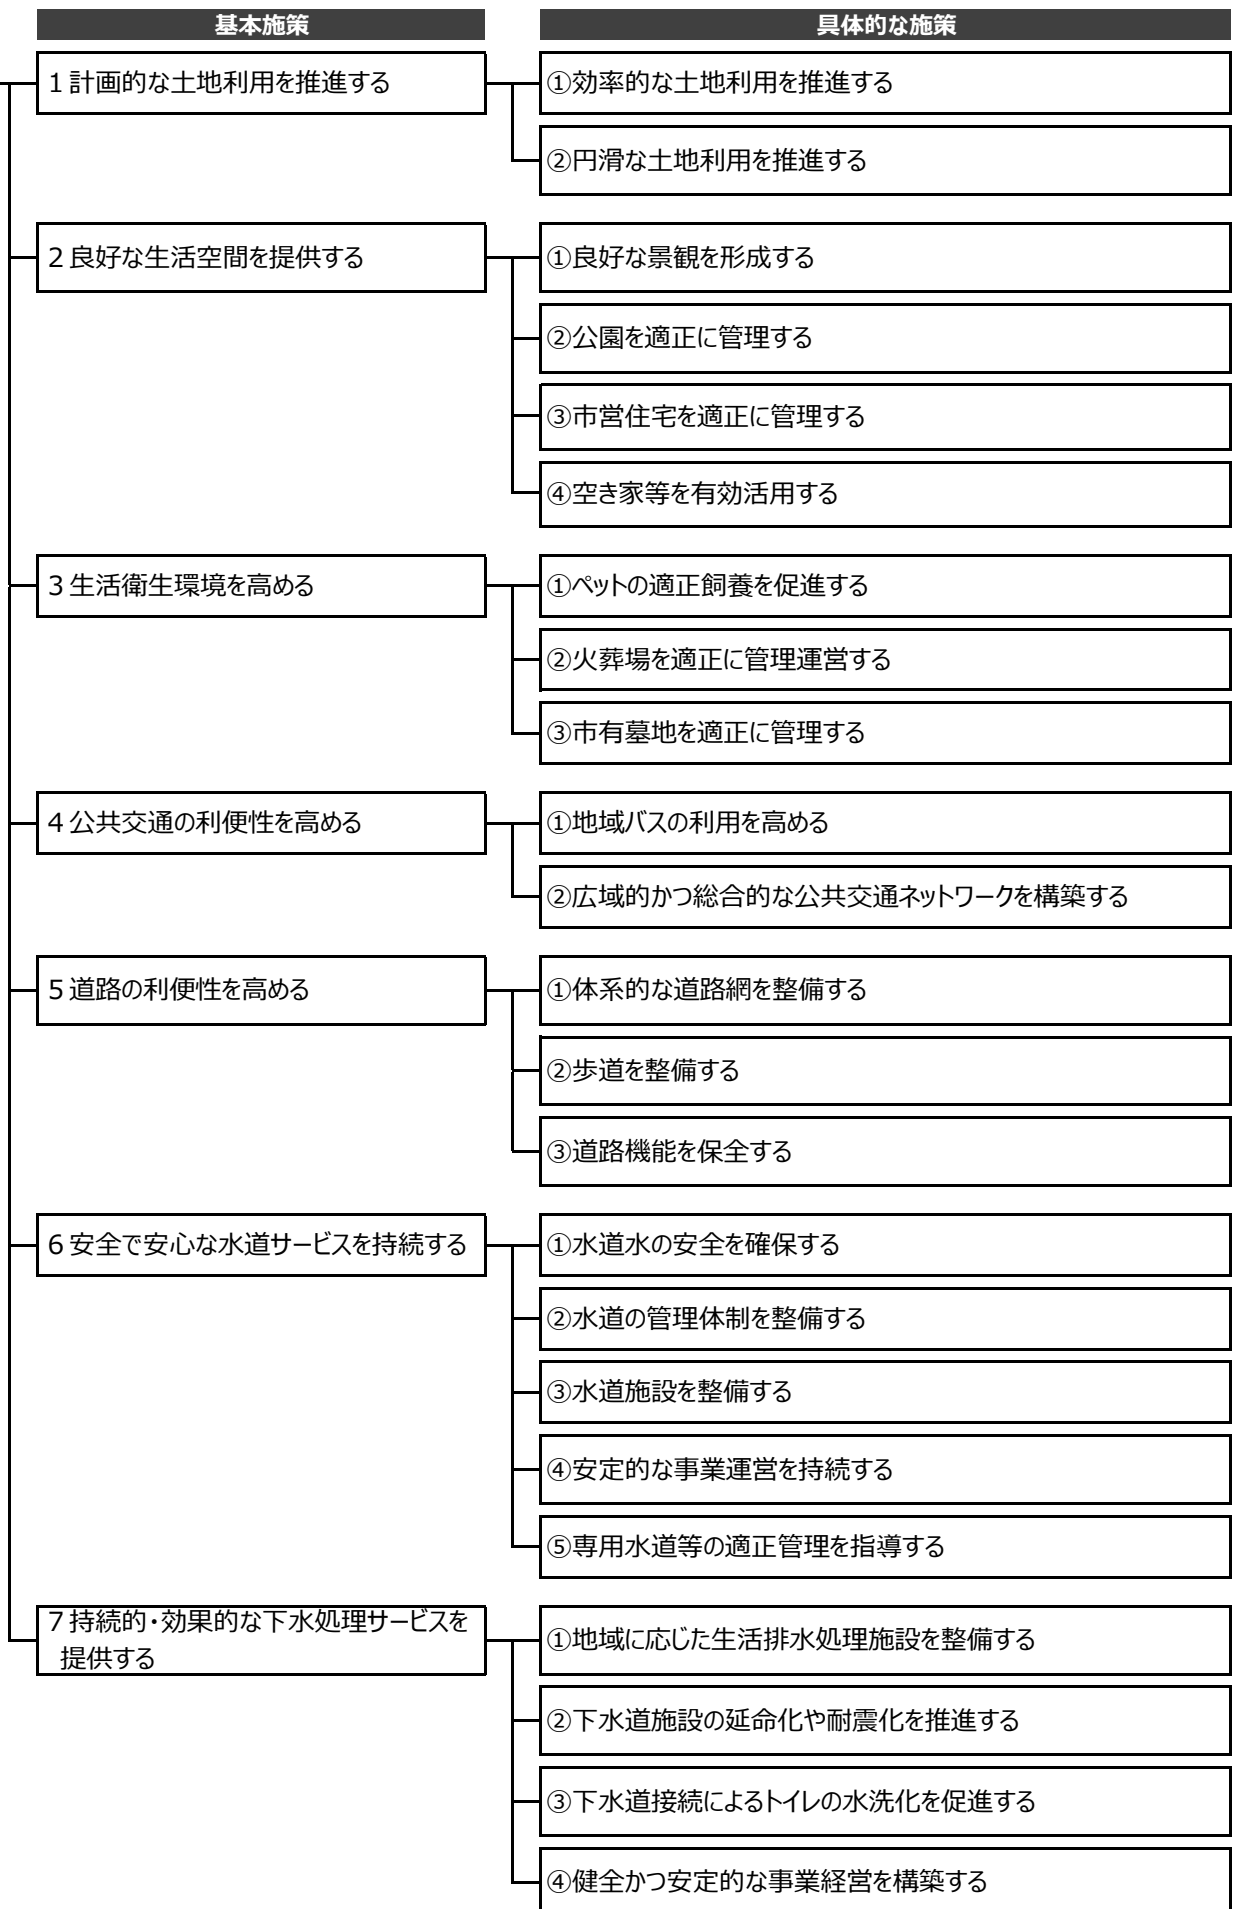 基本施策
具体的な施策
1計画的な土地利用を推進する
①効率的な土地利用を推進する
②円滑な土地利用を推進する
2良好な生活空間を提供する
①良好な景観を形成する
②公園を適正に管理する
③市営住宅を適正に管理する
④空き家等を有効活用する
3生活衛生環境を高める
①ペットの適正飼養を促進する
②火葬場を適正に管理運営する
③市有墓地を適正に管理する
4公共交通の利便性を高める
①地域バスの利用を高める
②広域的かつ総合的な公共交通ネットワークを構築する
5道路の利便性を高める
①体系的な道路網を整備する
②歩道を整備する
③道路機能を保全する
6安全で安心な水道サービスを持続する
①水道水の安全を確保する
②水道の管理体制を整備する
③水道施設を整備する
④安定的な事業運営を持続する
⑤専用水道等の適正管理を指導する
7持続的・効果的な下水処理サービスを
提供する
①地域に応じた生活排水処理施設を整備する
②下水道施設の延命化や耐震化を推進する
③下水道接続によるトイレの水洗化を促進する
④健全かつ安定的な事業経営を構築する